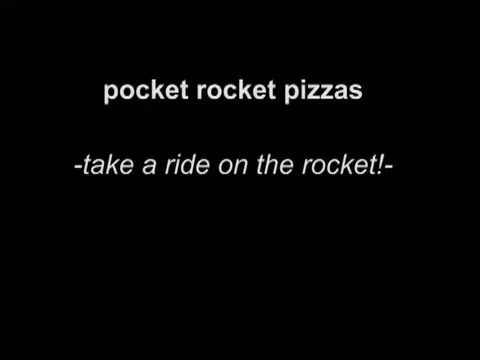 pocket rocket pizzas
-take a ride on the rocket!-